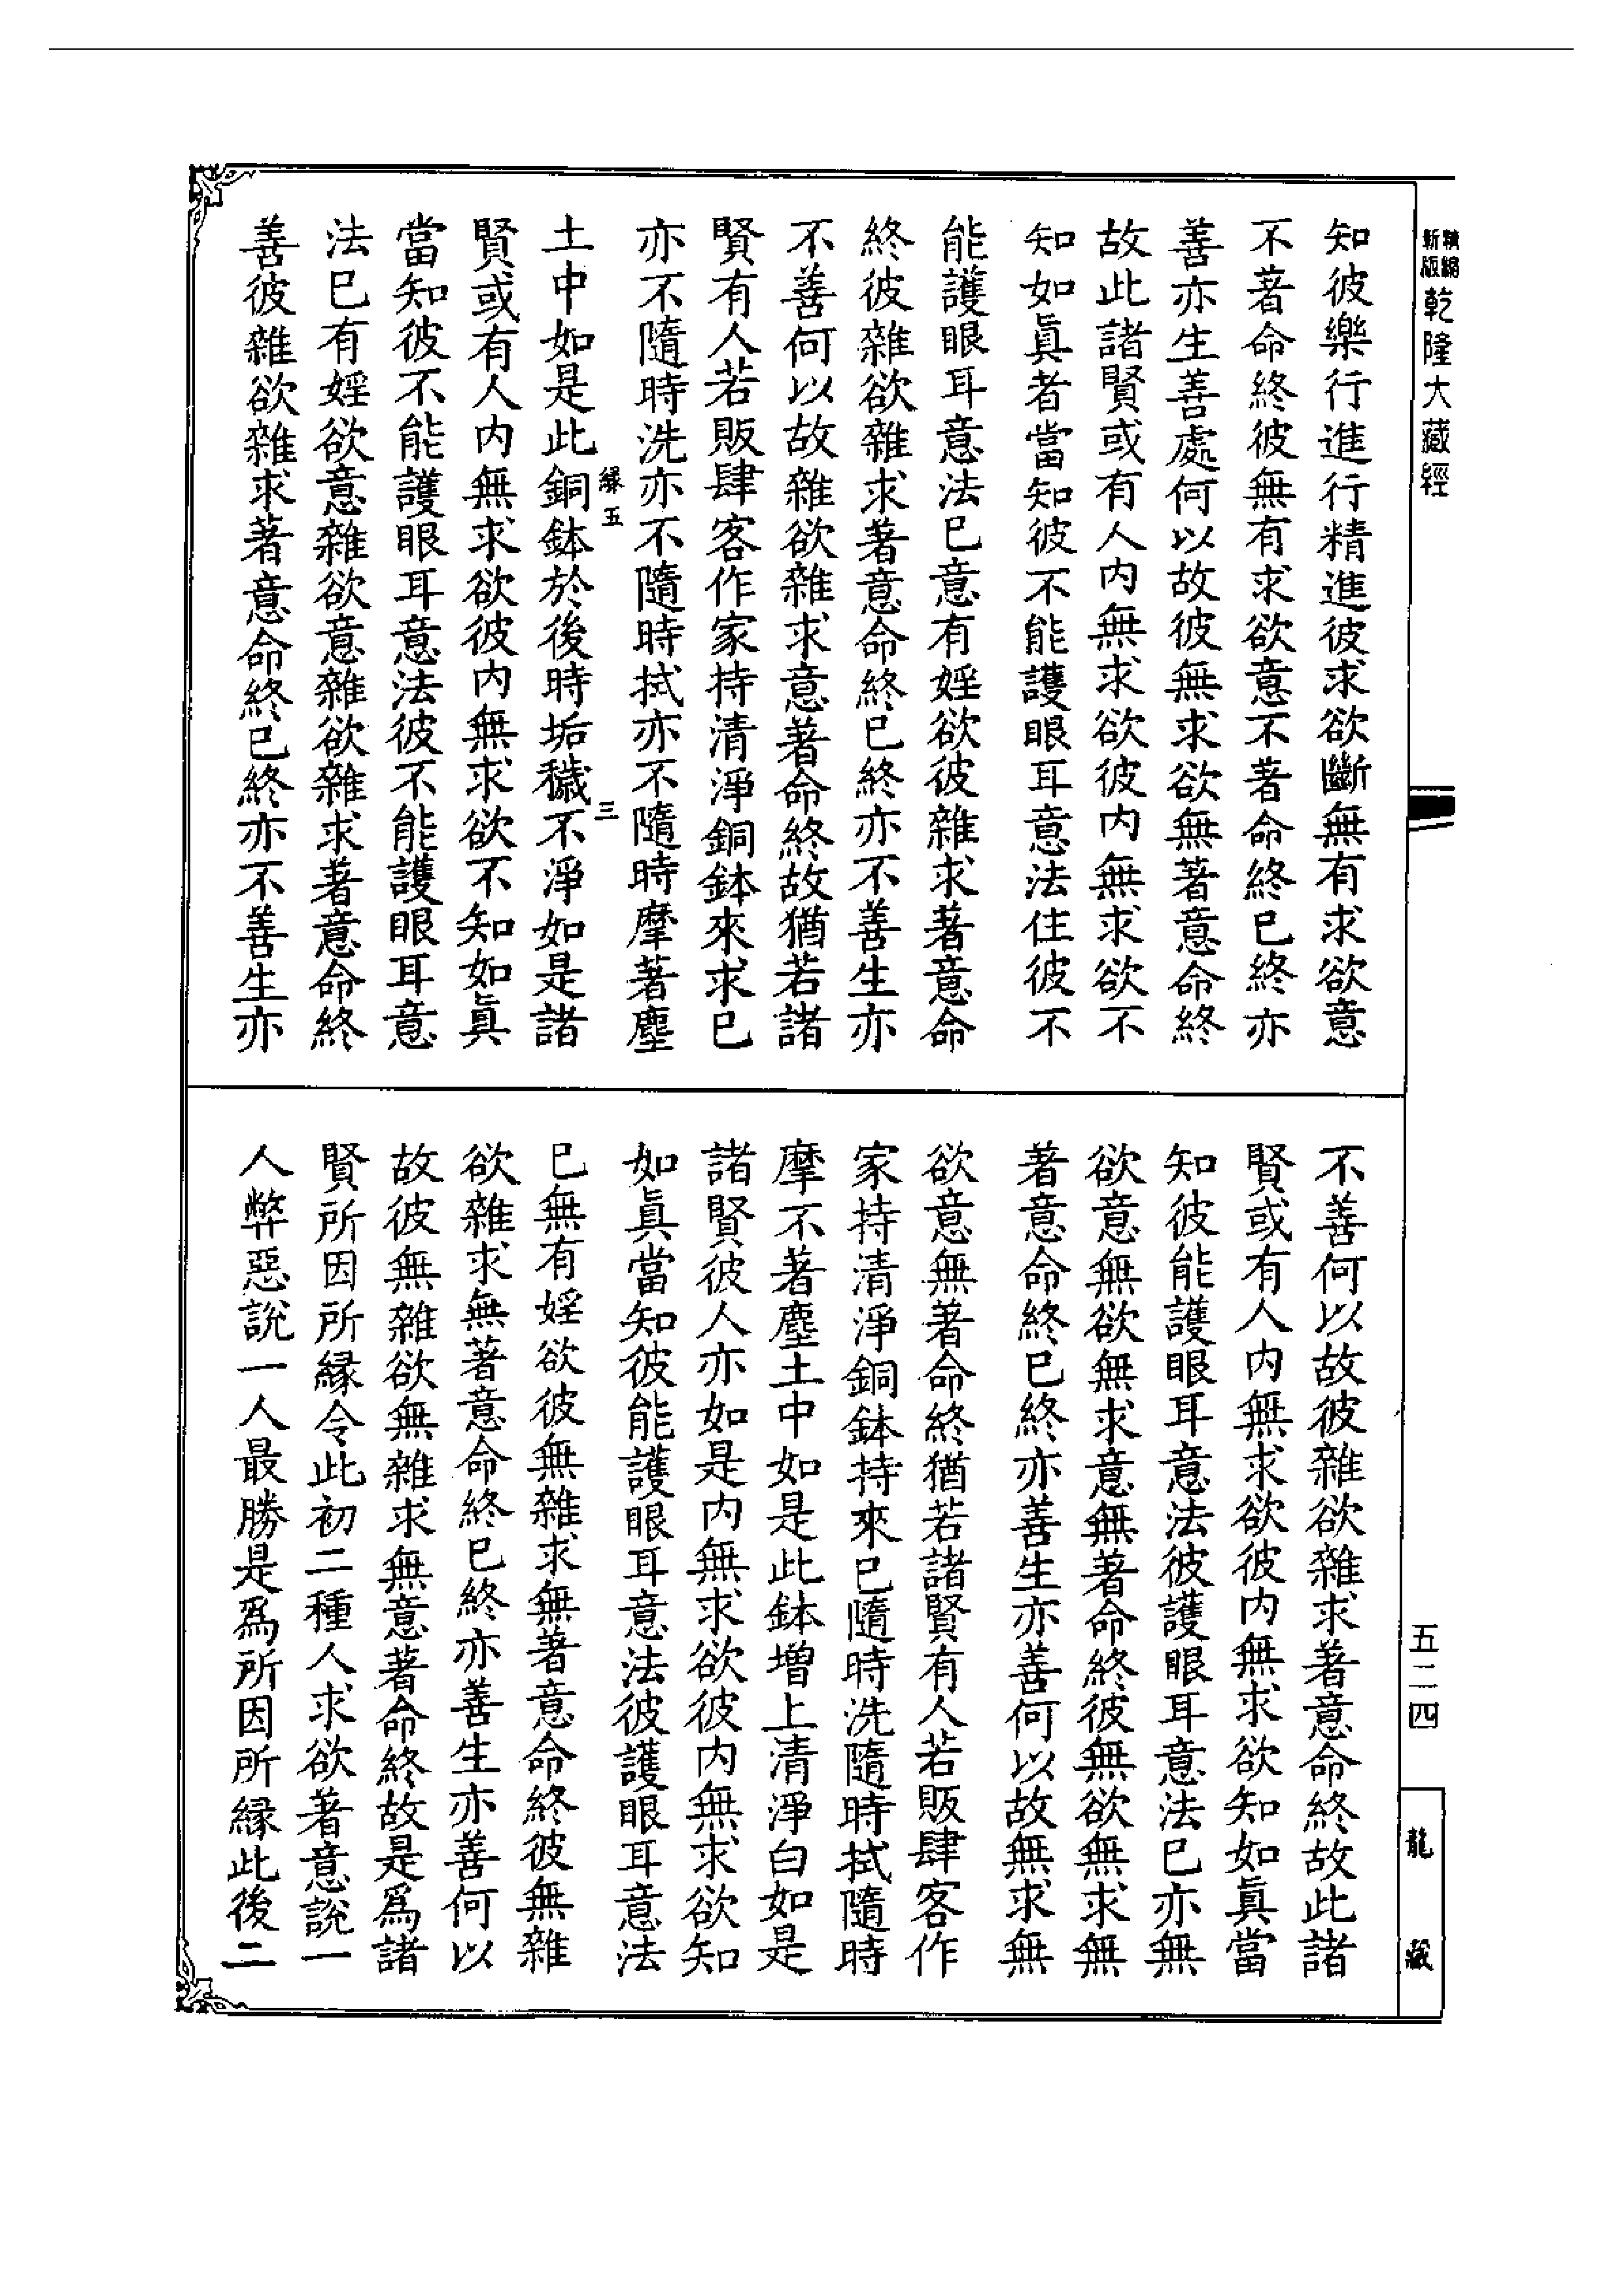 新版 精縮 乾隆大藏經
知彼樂行進行精進彼求欲斷無有求欲意
不著命終彼無有求欲意不著命終已終亦
善亦生善處何以故彼無求欲無著意命終
故此諸賢或有人内無求欲彼内無求欲不
知如眞者當知彼不能護眼耳意法住彼不
能護眼耳意法已意有婬欲彼雜求著意命
終彼雜欲雜求著意命終已終亦不善生亦
不善何以故雜欲雜求意著命終故猶若諸
賢有人若販肆客作家持清淨銅鉢來求已
亦不隨時洗亦不隨時拭亦不隨時摩著塵
縁五 三
土中如是此銅鉢於後時垢穢不淨如是諸
賢或有人内無求欲彼内無求欲不知如眞
當知彼不能護眼耳意法彼不能護眼耳意
法已有婬欲意雜欲意雜欲雜求著意命終
善彼雜欲雜求著意命終已終亦不善生亦
不善何以故彼雜欲雜求著意命終故此諸
賢或有人内無求欲彼内無求欲知如眞當
知彼能護眼耳意法彼護眼耳意法已亦無
欲意無欲無求意無著命終彼無欲無求無
著意命終已終亦善生亦善何以故無求無
欲意無著命終猶若諸賢有人若販肆客作
家持清淨銅鉢持來已隨時洗隨時拭隨時
摩不著塵土中如是此鉢增上清淨白如是
諸賢彼人亦如是内無求欲彼内無求欲知
如眞當知彼能護眼耳意法彼護眼耳意法
已無有婬欲彼無雜求無著意命終彼無雜
欲雜求無著意命終已終亦善生亦善何以
故彼無雜欲無雜求無意著命終故是爲諸
賢所因所縁令此初二種人求欲著意說一
人弊惡說一人最勝是爲所因所縁此後二
五二四
龍藏